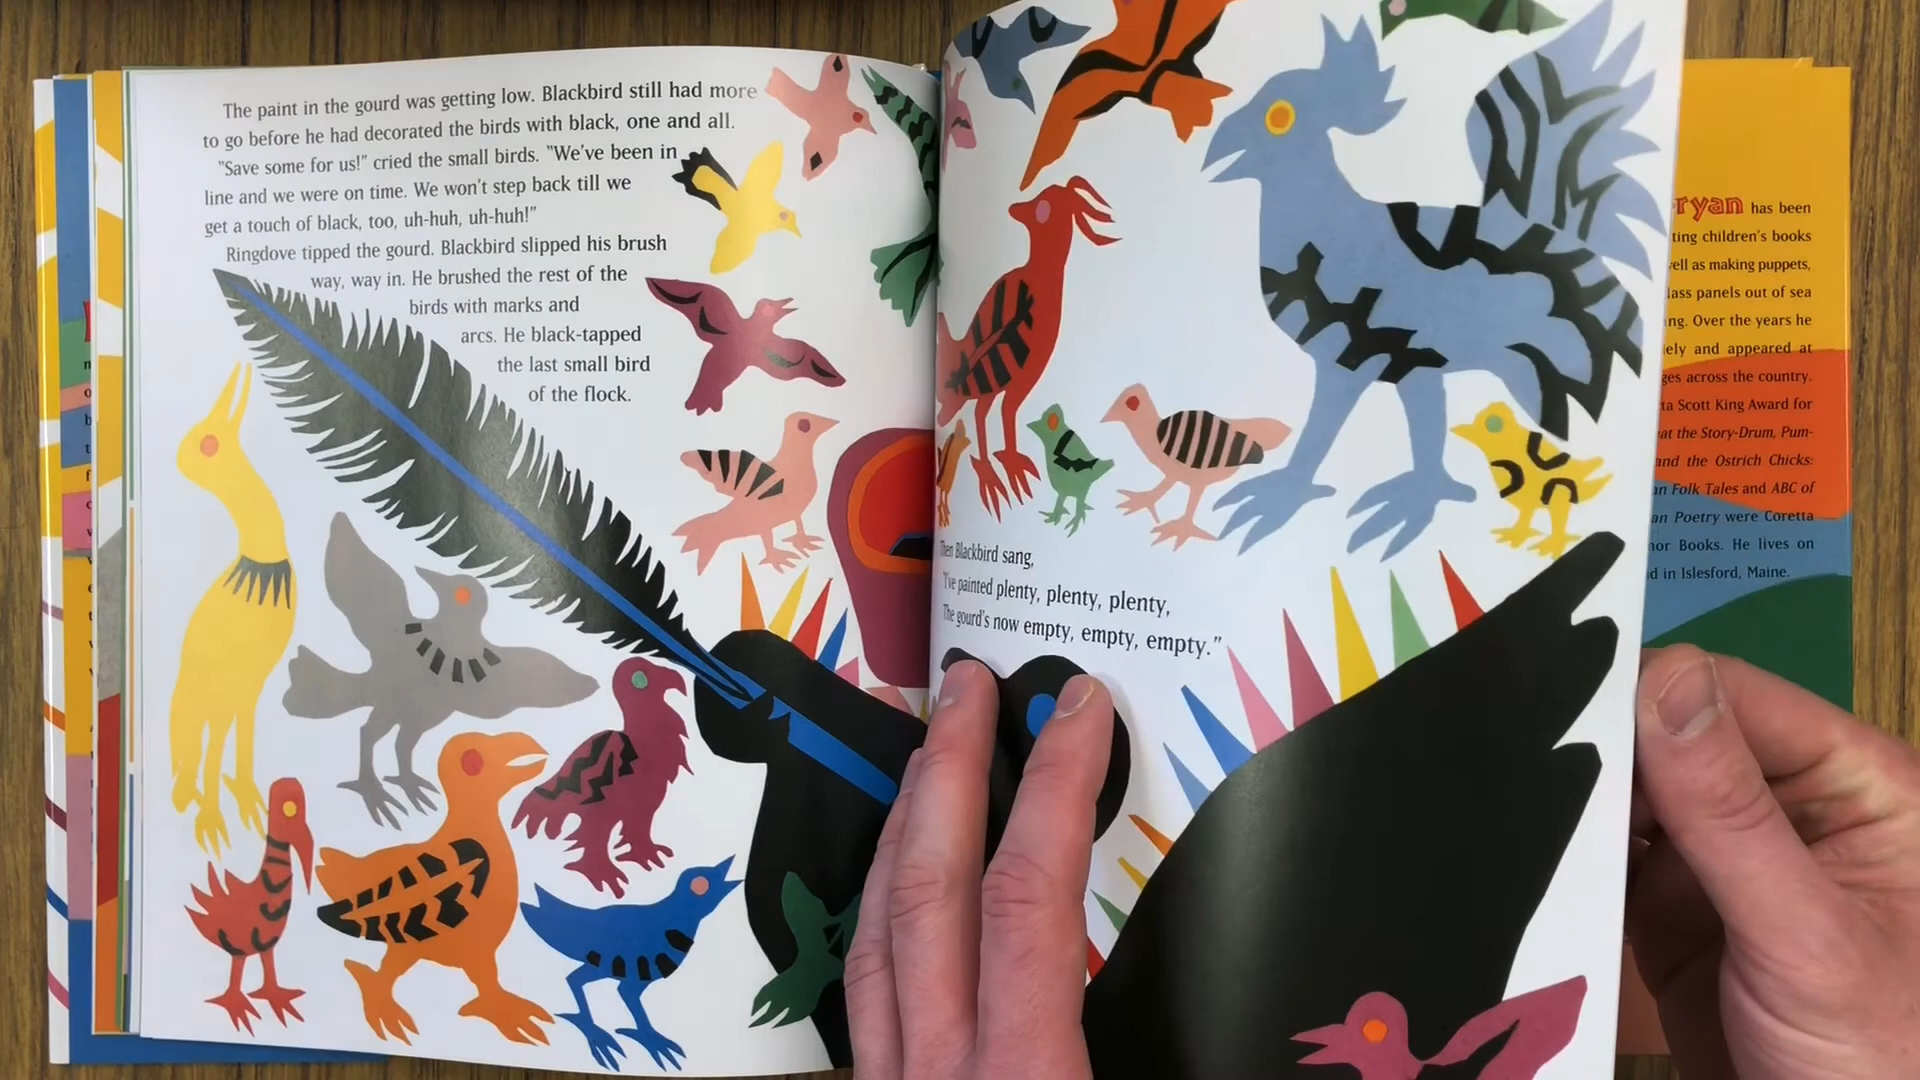 The paint in the gourd was getting low. Blackbird still had more
to go before he had decorated the birds with black, one and all.
"Save some for us!" cried the small birds. "We've been in
line and we were on time. We won't step back till we
get a touch of black, too, uh-huh, uh-huh!"
Ringdove tipped the gourd. Blackbird slipped his brush
way, way in. He brushed the rest of the
birds with marks and
arcs. He black-tapped
the last small bird
of the flock.
Then Blackbird sang,
"I've painted plenty, plenty, plenty,
The gourd's now empty, empty, empty."
ryan has been
ting children's books
ell as making puppets,
lass panels out of sea
ng. Over the years he
ely and appeared at
ges across the country.
ta Scott King Award for
at the Story-Drum, Pum-
and the Ostrich Chicks:
n Folk Tales and ABC of
an Poetry were Coretta
nor Books. He lives on
d in Islesford, Maine.